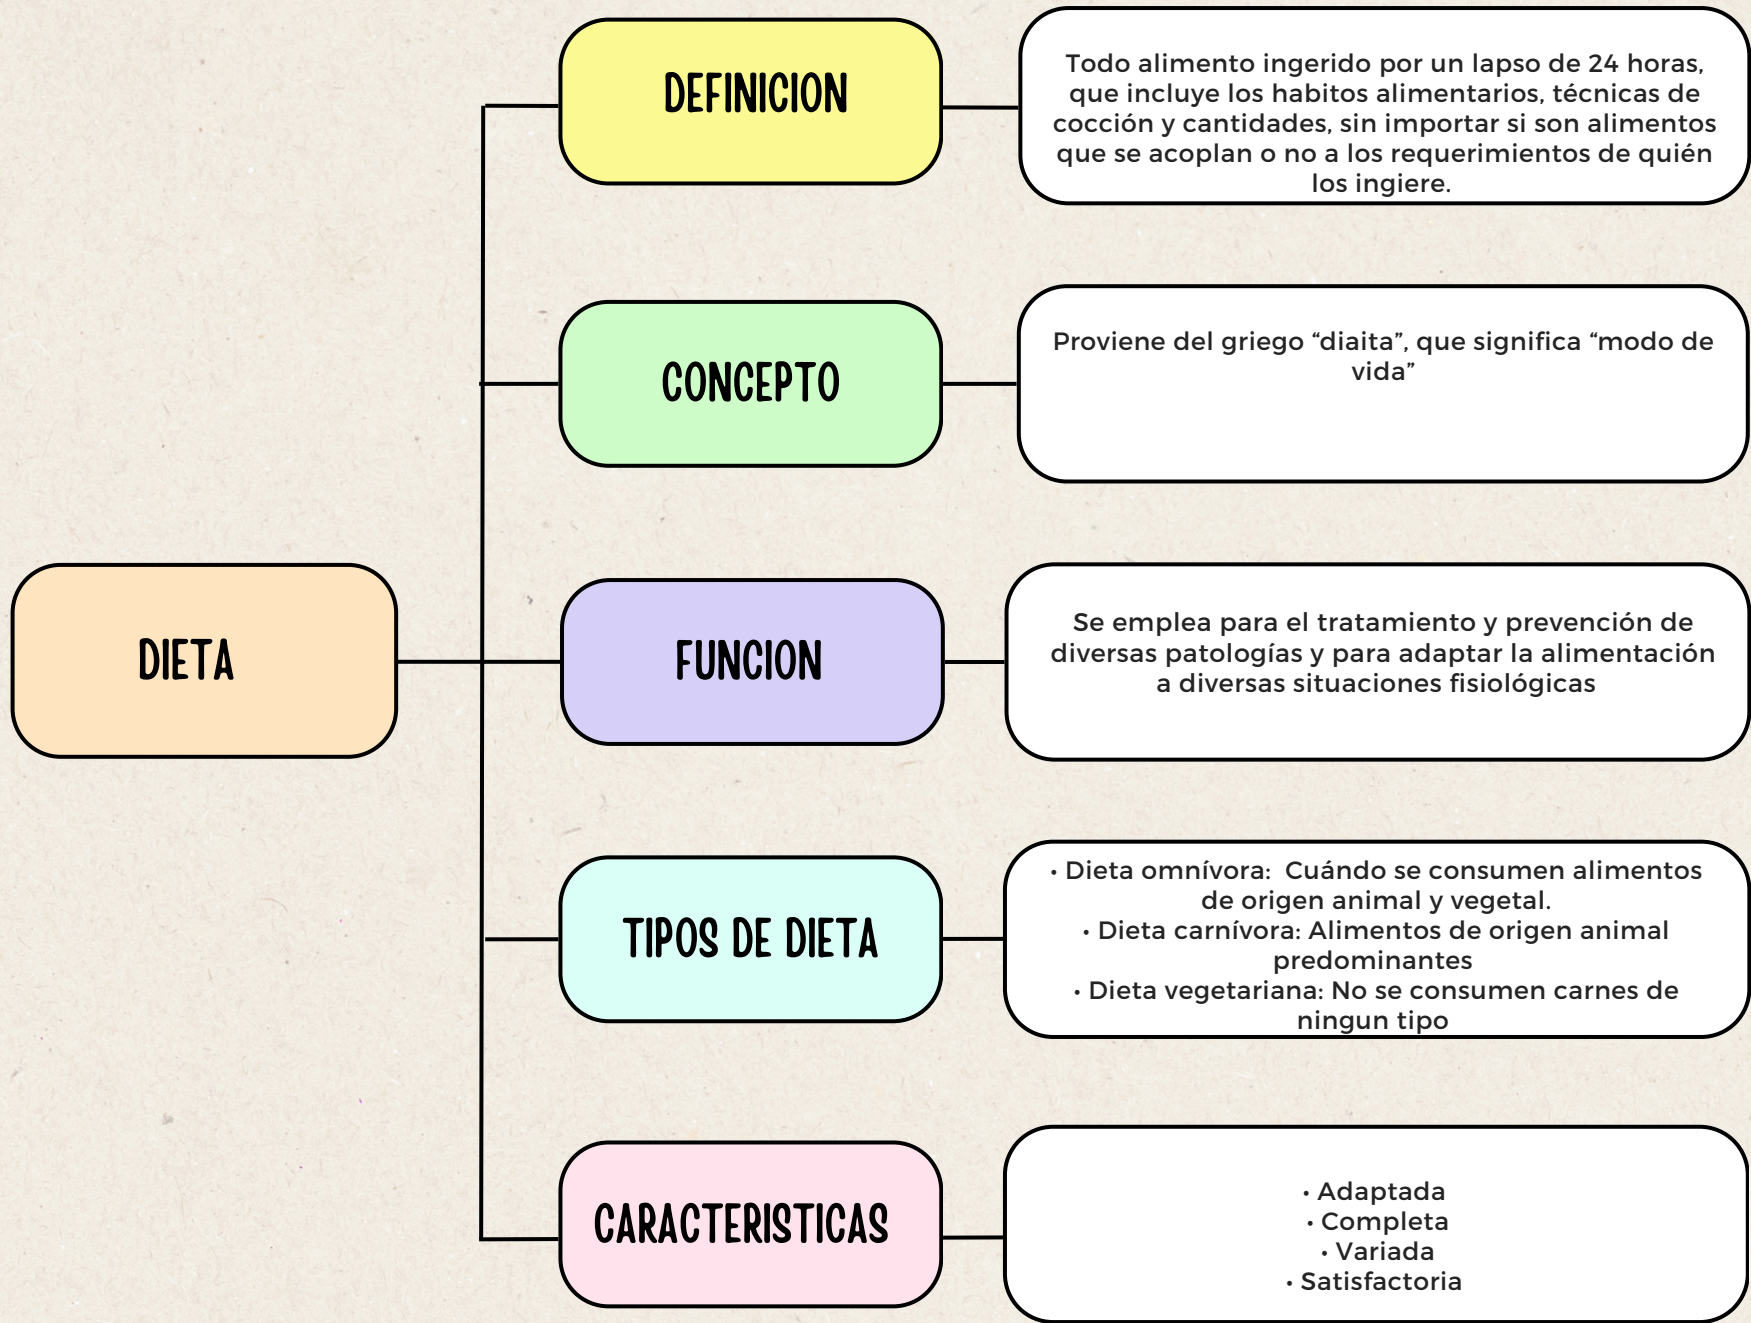 DEFINICION
Todo alimento ingerido por un lapso de 24 horas,
que incluye los habitos alimentarios, técnicas de
cocción y cantidades, sin importar si son alimentos
que se acoplan o no a los requerimientos de quién
los ingiere.
CONCEPTO
Proviene del griego “diaita”, que significa “modo de
vida”
DIETA
FUNCION
Se emplea para el tratamiento y prevención de
diversas patologías y para adaptar la alimentación
a diversas situaciones fisiológicas
TIPOS DE DIETA
• Dieta omnívora:  Cuándo se consumen alimentos
de origen animal y vegetal.
• Dieta carnívora: Alimentos de origen animal
predominantes
• Dieta vegetariana: No se consumen carnes de
ningun tipo
CARACTERISTICAS
• Adaptada
• Completa
• Variada
• Satisfactoria